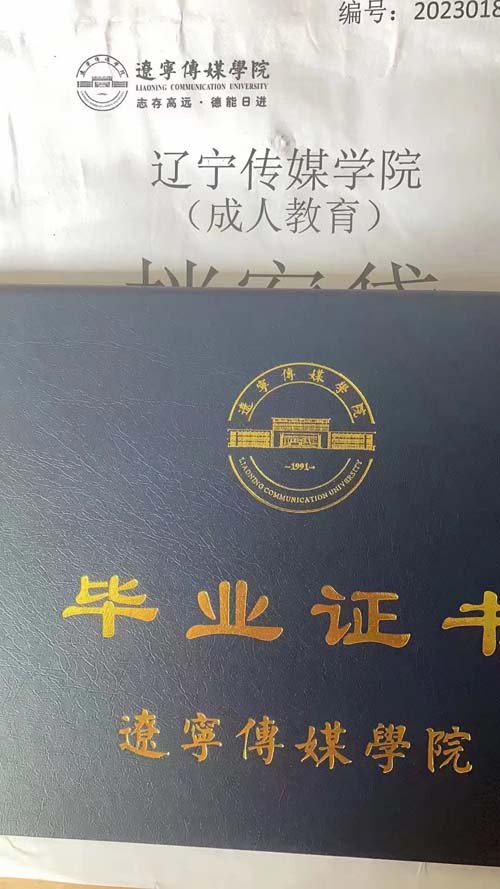 编号：2023018
遼寧傳媒學院
LIAONING COMMUNICATION UNIVERSITY
志存高远·德能日进
辽宁传媒学院
（成人教育）
遼寧傳媒學院
1991
LIAONING COMMUNICATION UNIVERSITY
毕业证书
遼寧傳媒學院